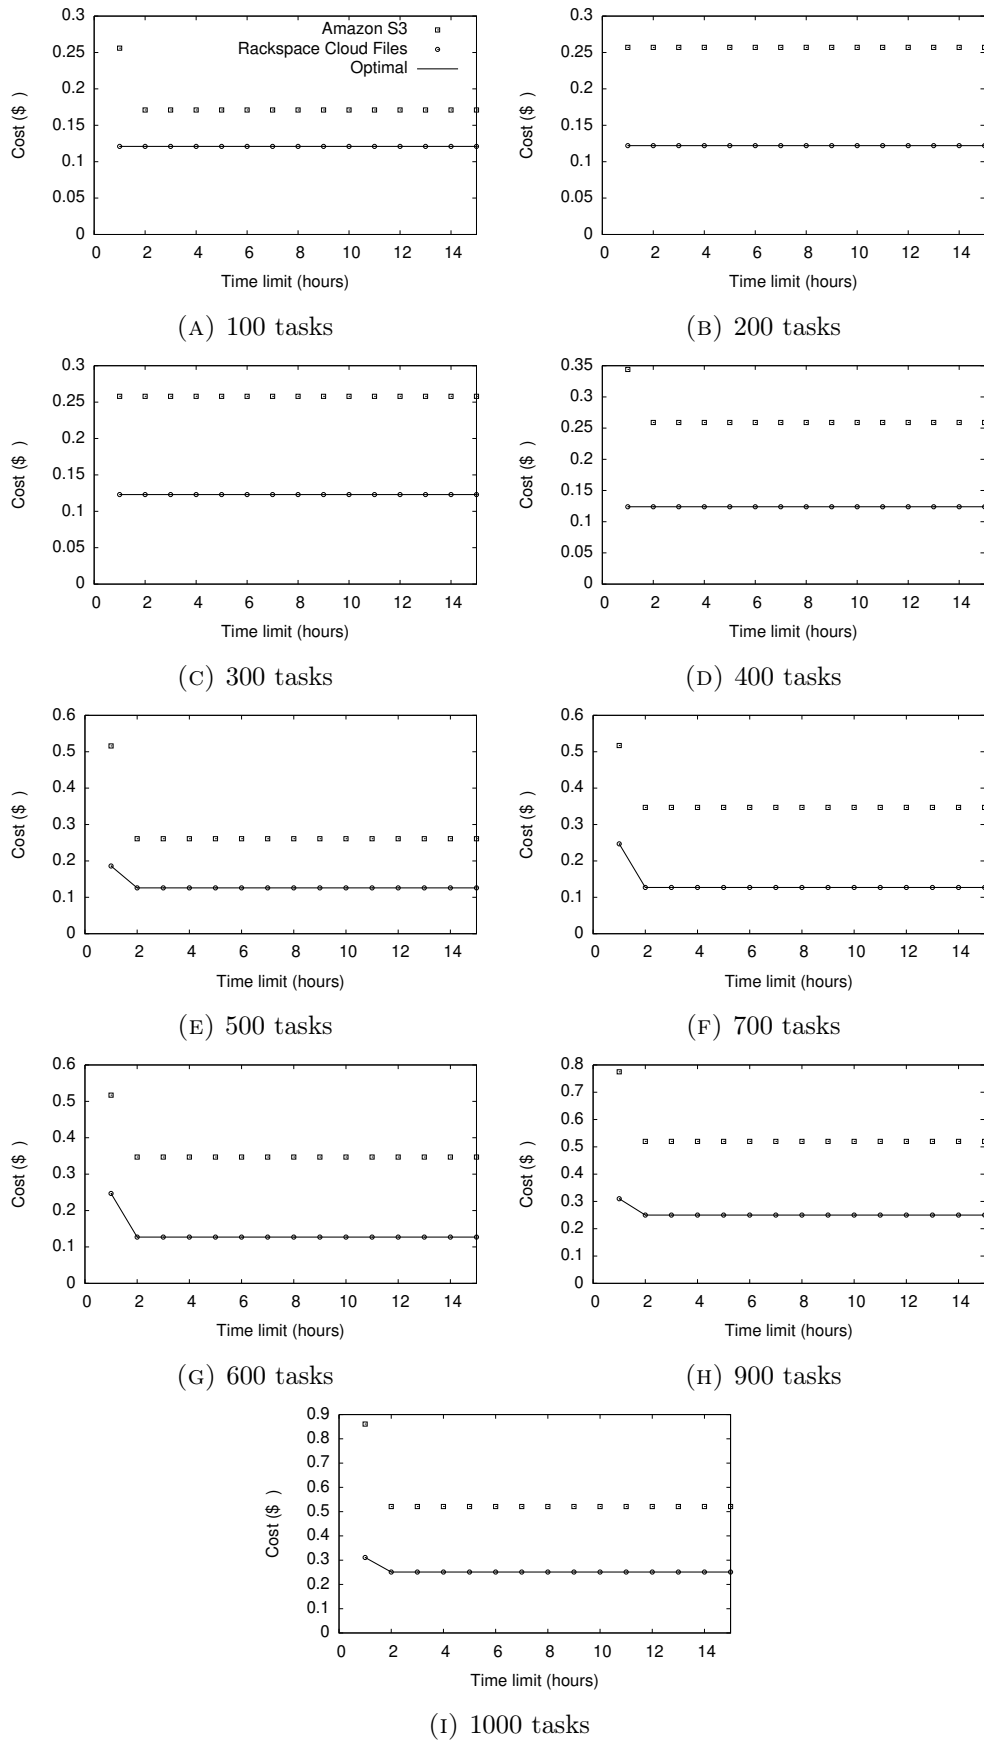 0.3
0.25
0.2
0.15
0.1
0.05
0
Cost ($ )
Amazon S3
Rackspace Cloud Files
Optimal
0 2 4 6 8 10 12 14
Time limit (hours)
(A) 100 tasks
0.3
0.25
0.2
0.15
0.1
0.05
0
Cost ($ )
0 2 4 6 8 10 12 14
Time limit (hours)
(B) 200 tasks
0.3
0.25
0.2
0.15
0.1
0.05
0
Cost ($ )
0 2 4 6 8 10 12 14
Time limit (hours)
(C) 300 tasks
0.35
0.3
0.25
0.2
0.15
0.1
0.05
0
Cost ($ )
0 2 4 6 8 10 12 14
Time limit (hours)
(D) 400 tasks
0.6
0.5
0.4
0.3
0.2
0.1
0
Cost ($ )
0 2 4 6 8 10 12 14
Time limit (hours)
(E) 500 tasks
0.6
0.5
0.4
0.3
0.2
0.1
0
Cost ($ )
0 2 4 6 8 10 12 14
Time limit (hours)
(F) 700 tasks
0.6
0.5
0.4
0.3
0.2
0.1
0
Cost ($ )
0 2 4 6 8 10 12 14
Time limit (hours)
(G) 600 tasks
0.8
0.7
0.6
0.5
0.4
0.3
0.2
0.1
0
Cost ($ )
0 2 4 6 8 10 12 14
Time limit (hours)
(H) 900 tasks
0.9
0.8
0.7
0.6
0.5
0.4
0.3
0.2
0.1
0
Cost ($ )
0 2 4 6 8 10 12 14
Time limit (hours)
(I) 1000 tasks